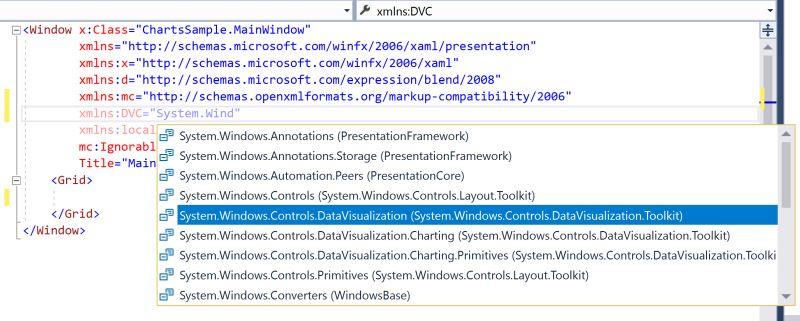 xmlns:DVC
<Window x:Class="ChartsSample.MainWindow"
xmlns="http://schemas.microsoft.com/winfx/2006/xaml/presentation"
xmlns:x="http://schemas.microsoft.com/winfx/2006/xaml"
xmlns:d="http://schemas.microsoft.com/expression/blend/2008"
xmlns:mc="http://schemas.openxmlformats.org/markup-compatibility/2006"
xmlns:DVC="System.Wind"
xmlns:loca
mc:Ignorabl
Title="Main
<Grid>
</Grid>
</Window>
System.Windows.Annotations (PresentationFramework)
System.Windows.Annotations.Storage (PresentationFramework)
System.Windows.Automation.Peers (PresentationCore)
System.Windows.Controls (System.Windows.Controls.Layout.Toolkit)
System.Windows.Controls.DataVisualization (System.Windows.Controls.DataVisualization.Toolkit)
System.Windows.Controls.DataVisualization.Charting (System.Windows.Controls.DataVisualization.Toolkit)
System.Windows.Controls.DataVisualization.Charting.Primitives (System.Windows.Controls.DataVisualization.Toolki
System.Windows.Controls.Primitives (System.Windows.Controls.Layout.Toolkit)
System.Windows.Converters (WindowsBase)